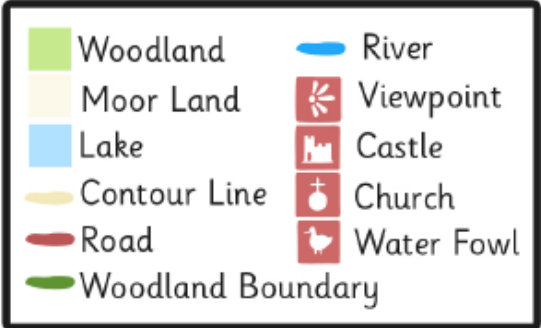 Woodland
Moor Land
Lake
Contour Line
Road
Woodland Boundary
River
Viewpoint
Castle
Church
Water Fowl